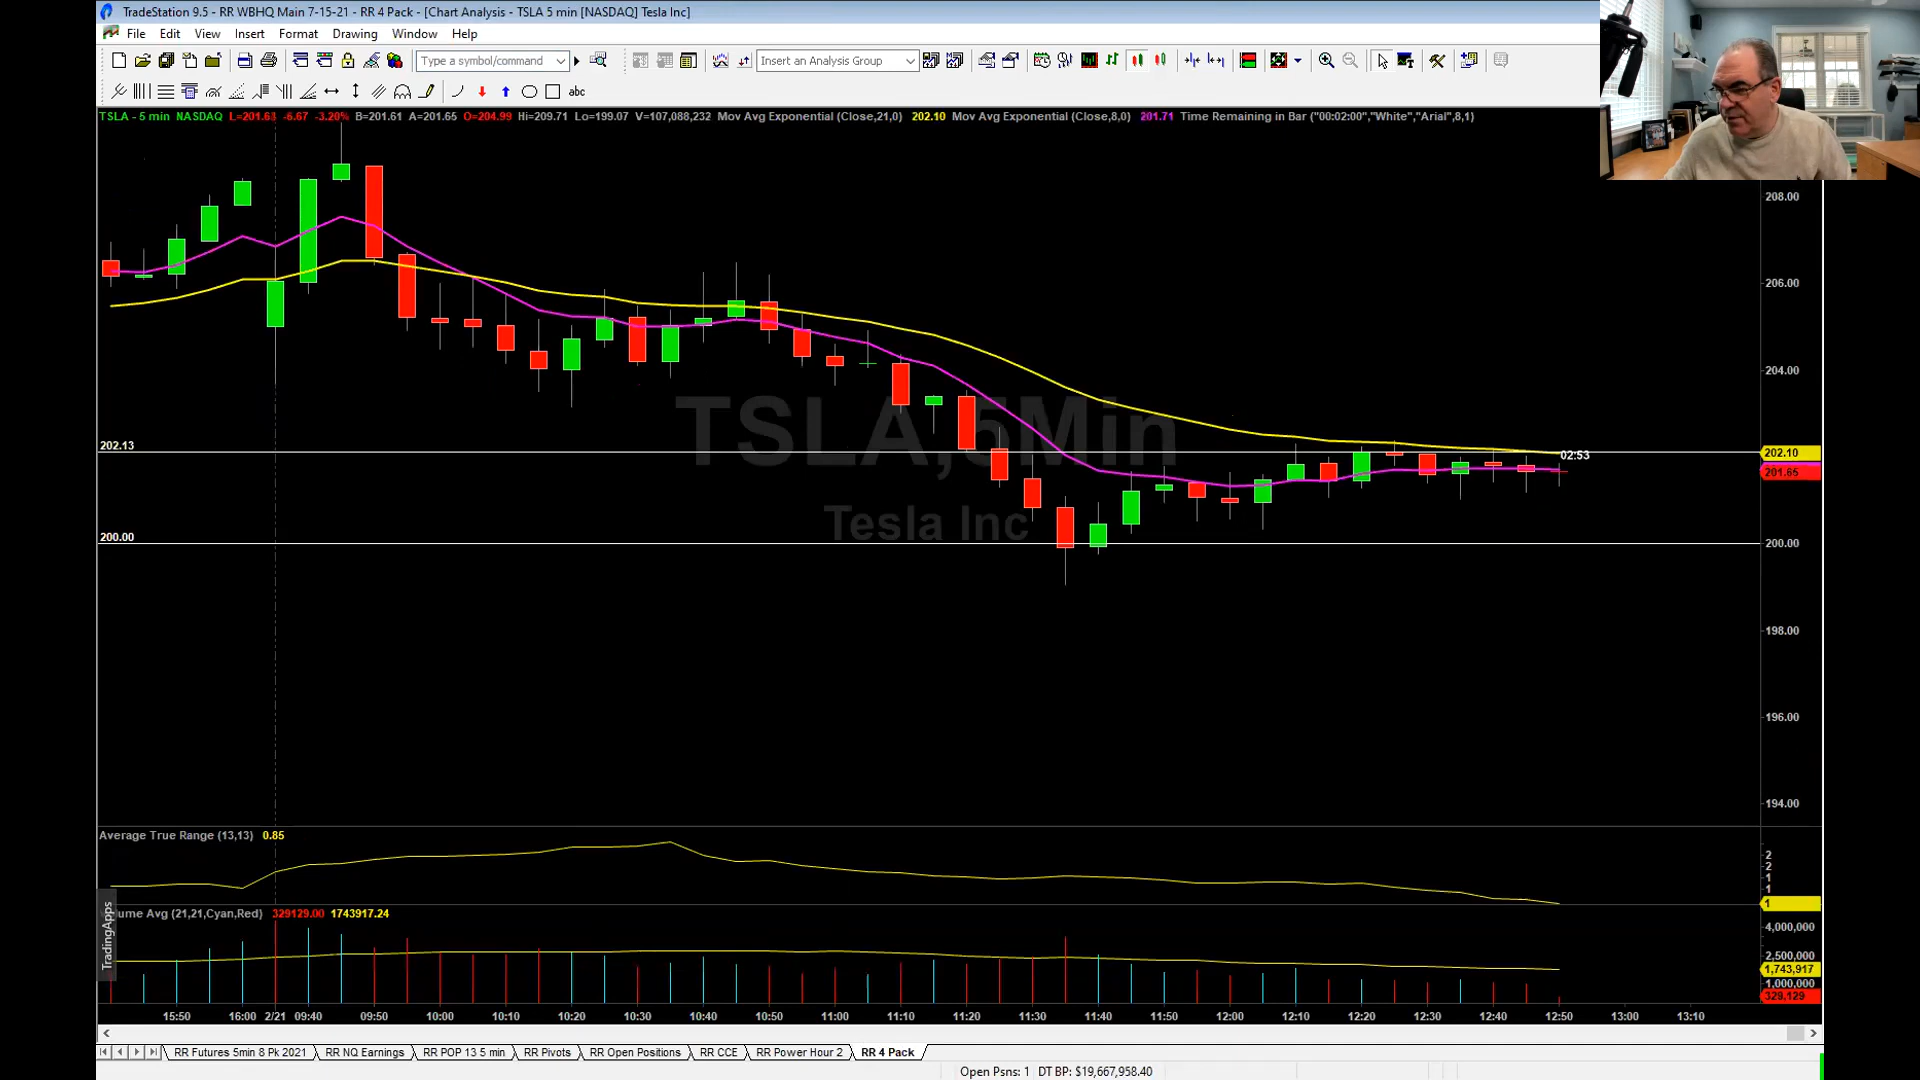 TradeStation 9.5 - RR WBHQ Main 7-15-21 - RR 4 Pack - [Chart Analysis - TSLA 5 min [NASDAQ] Tesla Inc]
File Edit View Insert Format Drawing Window Help
Type a symbol/command Insert an Analysis Group
abc
TSLA - 5 min NASDAQ L=201.63 -6.67 -3.20% B=201.61 A=201.65 O=204.99 Hi=209.71 Lo=199.07 V=107,088,232 Mov Avg Exponential (Close,21,0) 202.10 Mov Avg Exponential (Close,8,0) 201.71 Time Remaining in Bar ("00:02:00","White","Arial",8,1)
208.00
206.00
204.00
TSLA,5Min
202.13
02:53
202.10
201.65
Tesla Inc
200.00
200.00
198.00
196.00
194.00
Average True Range (13,13) 0.85
2
2
1
1
1
ume Avg (21,21,Cyan,Red) 329129.00 1743917.24
TradingApps
4,000,000
2,500,000
1,743,917
1,000,000
329,129
15:50 16:00 2/21 09:40 09:50 10:00 10:10 10:20 10:30 10:40 10:50 11:00 11:10 11:20 11:30 11:40 11:50 12:00 12:10 12:20 12:30 12:40 12:50 13:00 13:10
RR Futures 5min 8 Pk 2021 RR NQ Earnings RR POP 13 5 min RR Pivots RR Open Positions RR CCE RR Power Hour 2 RR 4 Pack
Open Psns: 1 DT BP: $19,667,958.40